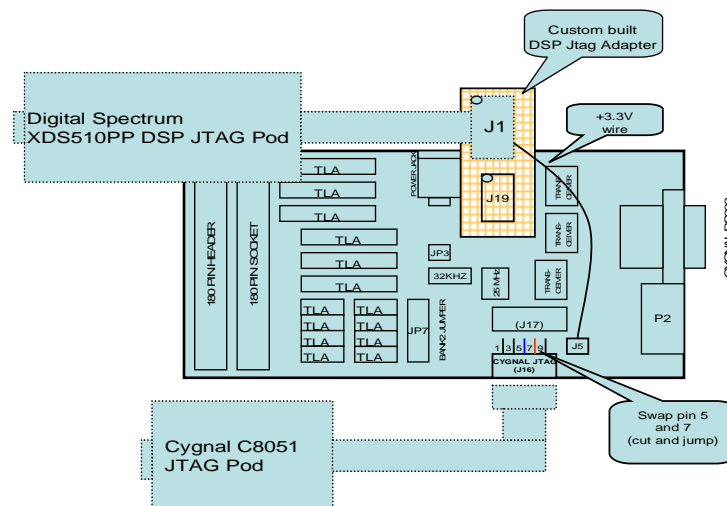 Custom built
DSP Jtag Adapter
Digital Spectrum
XDS510PP DSP JTAG Pod
J1
+3.3V
wire
TLA
TLA
TLA
POWER JACK
J19
TRANS-
CEIVER
TRANS-
CEIVER
TRANS-
CEIVER
180 PIN HEADER
180 PIN SOCKET
TLA
TLA
TLA
JP3
32KHZ
25 MHz
TLA
TLA
TLA
TLA
TLA
TLA
TLA
TLA
JP7
BANK2 JUMPER
(J17)
P2
1 3 5 7 9
J5
CYGNAL JTAG
(J16)
Swap pin 5
and 7
(cut and jump)
Cygnal C8051
JTAG Pod